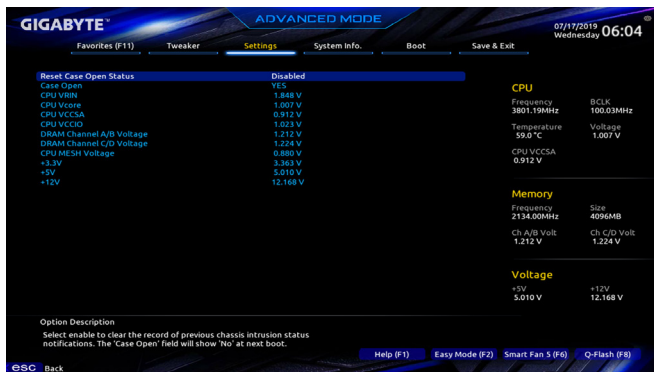 GIGABYTE™
ADVANCED MODE
07/17/2019
Wednesday 06:04
Favorites (F11) Tweaker Settings System Info. Boot Save & Exit
Reset Case Open Status Disabled
Case Open YES
CPU VRIN 1.848 V
CPU Vcore 1.007 V
CPU VCCSA 0.912 V
CPU VCCIO 1.023 V
DRAM Channel A/B Voltage 1.212 V
DRAM Channel C/D Voltage 1.224 V
CPU MESH Voltage 0.880 V
+3.3V 3.363 V
+5V 5.010 V
+12V 12.168 V
CPU
Frequency BCLK
3801.19MHz 100.03MHz
Temperature Voltage
59.0 °C 1.007 V
CPU VCCSA
0.912 V
Memory
Frequency Size
2134.00MHz 4096MB
Ch A/B Volt Ch C/D Volt
1.212 V 1.224 V
Voltage
+5V +12V
5.010 V 12.168 V
Option Description
Select enable to clear the record of previous chassis intrusion status
notifications. The 'Case Open' field will show 'No' at next boot.
Help (F1) Easy Mode (F2) Smart Fan 5 (F6) Q-Flash (F8)
esc Back